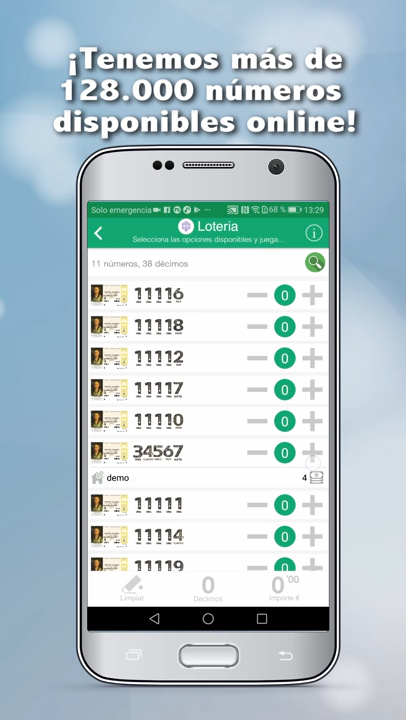 ¡Tenemos más de
128.000 números
disponibles online!
Solo emergencia ... 68 % 13:29
Loteria
Selecciona las opciones disponibles y juega...
11 números, 38 décimos
11116 0
11118 0
11112 0
11117 0
11110 0
34567 0
demo 4
11111 0
11114 0
11119 0
0 0'00
Limpiar Decimos Importe €